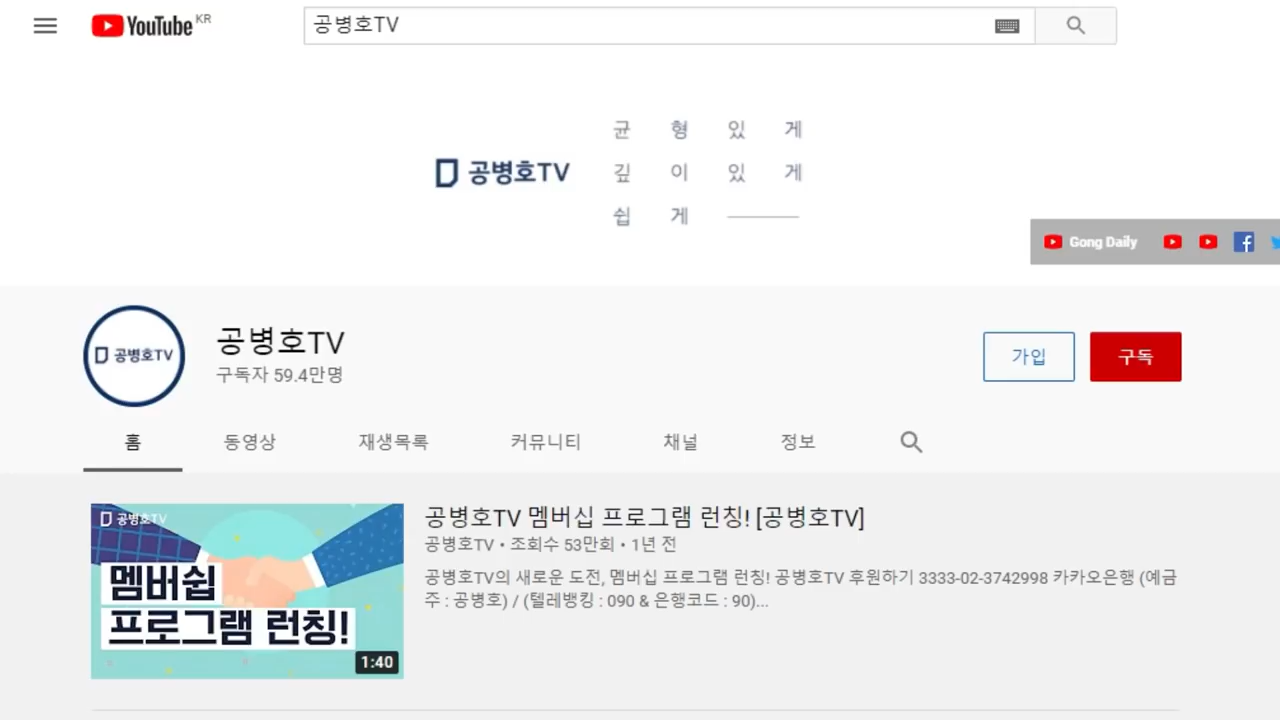 YouTube KR
공병호TV
균형있게
공병호TV 깊이있게
쉽게
Gong Daily
공병호TV
공병호TV
구독자 59.4만명
가입
구독
홈
동영상
재생목록
커뮤니티
채널
정보
공병호TV
멤버쉽
프로그램 런칭!
1:40
공병호TV 멤버십 프로그램 런칭! [공병호TV]
공병호TV • 조회수 53만회 • 1년 전
공병호TV의 새로운 도전, 멤버십 프로그램 런칭! 공병호TV 후원하기 3333-02-3742998 카카오은행 (예금
주 : 공병호) / (텔레뱅킹 : 090 & 은행코드 : 90)...